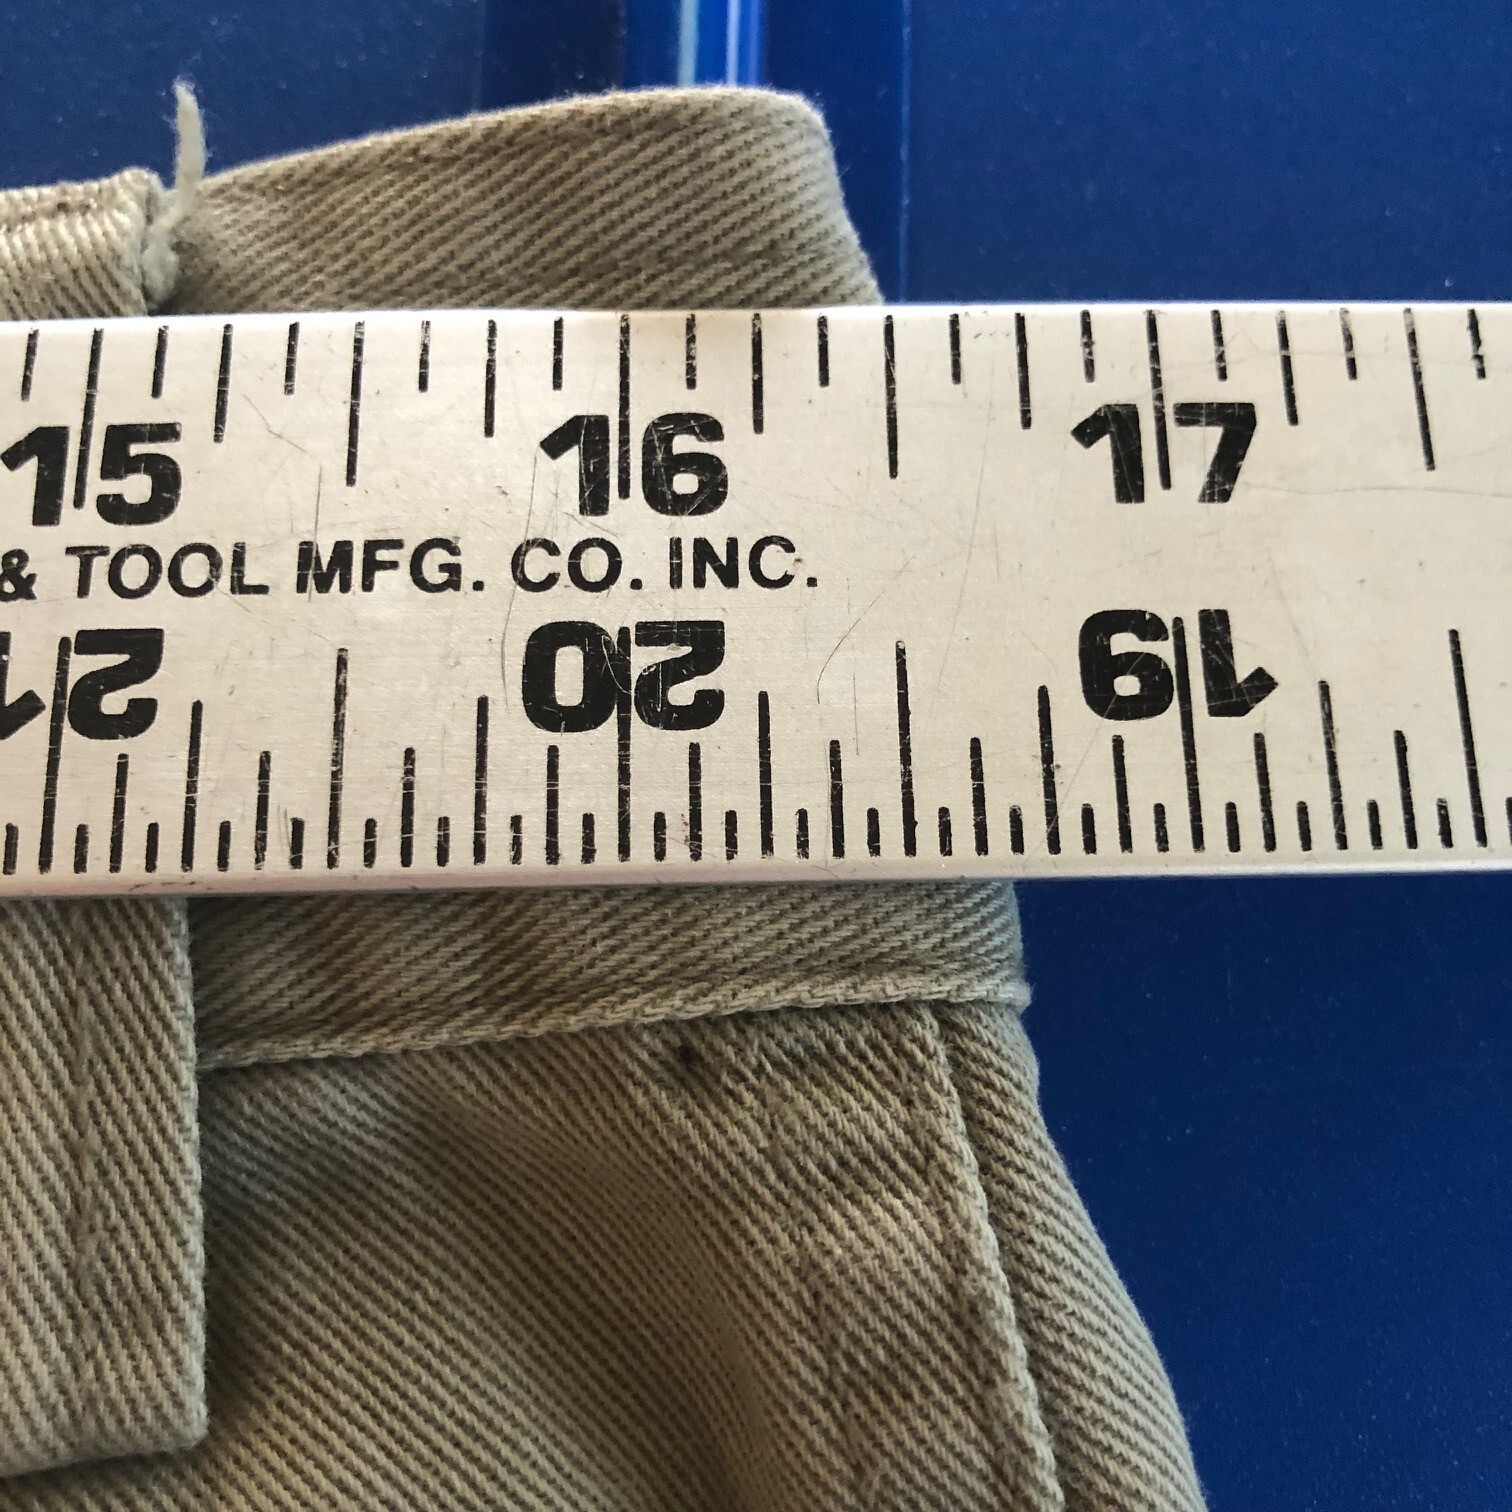 15 16 17
& TOOL MFG. CO. INC.
21 20 19